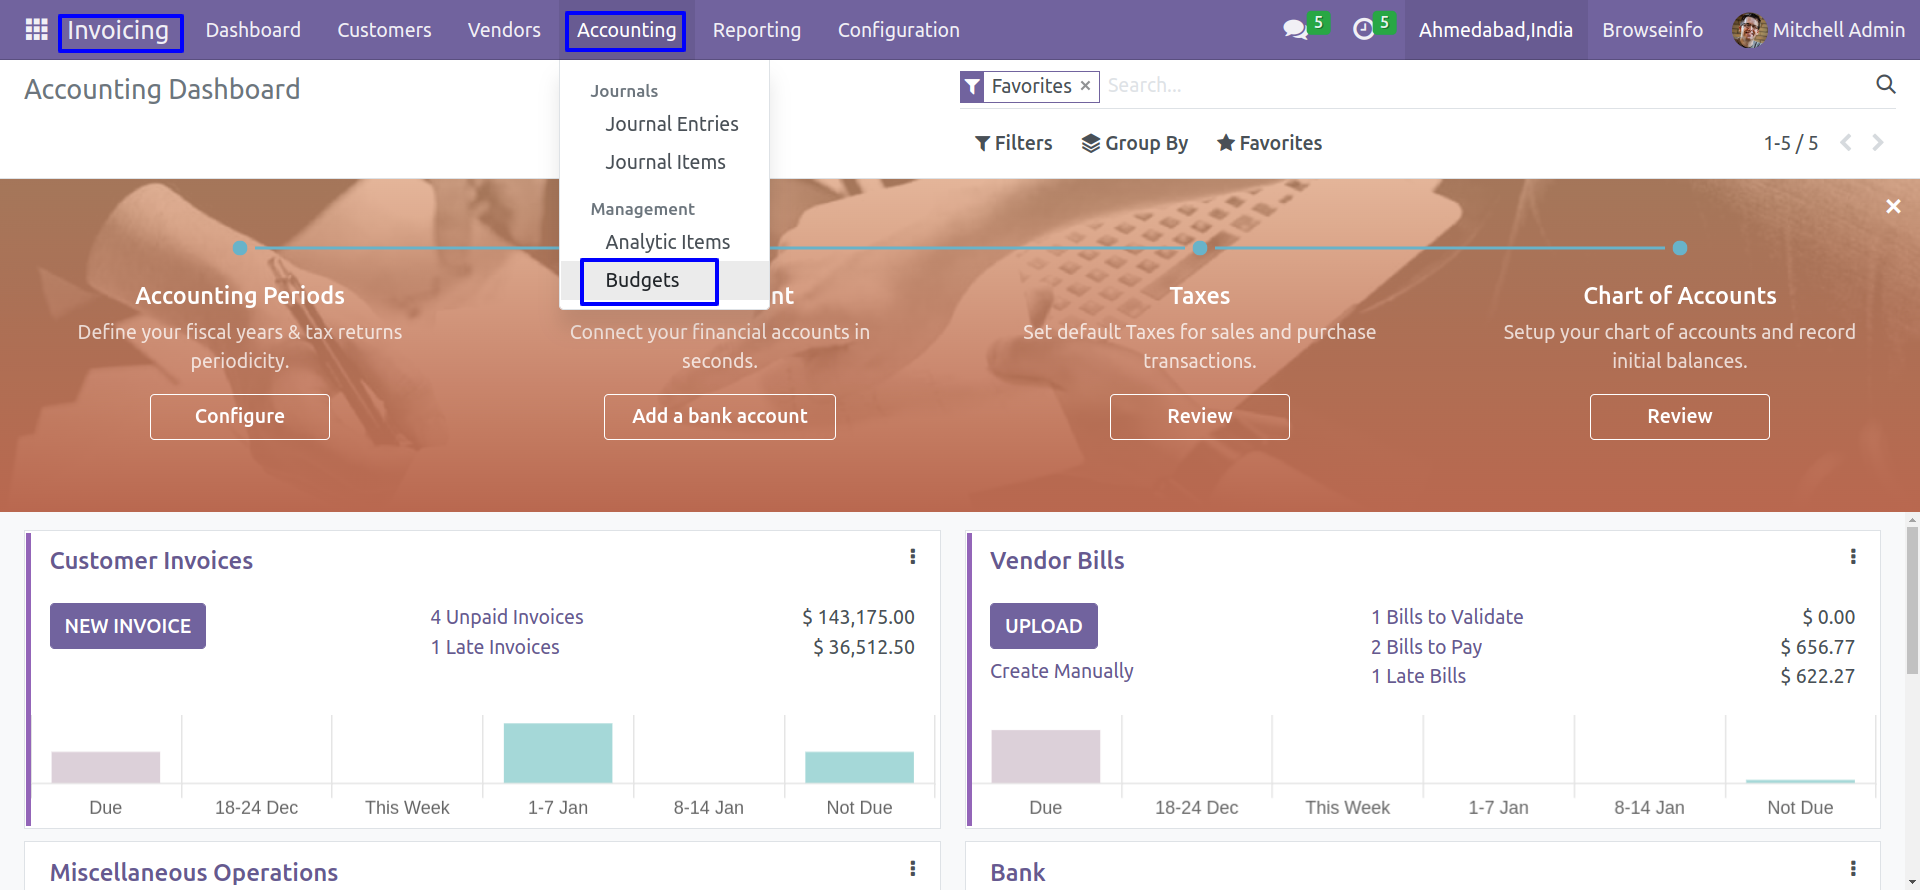 Invoicing Dashboard Customers Vendors Accounting Reporting Configuration 5 5 Ahmedabad,India Browseinfo Mitchell Admin
Accounting Dashboard
Favorites × Search...
Filters Group By Favorites 1-5 / 5
Journals
Journal Entries
Journal Items
Management
Analytic Items
Budgets
Accounting Periods
Define your fiscal years & tax returns
periodicity.
Configure
nt
Connect your financial accounts in
seconds.
Add a bank account
Taxes
Set default Taxes for sales and purchase
transactions.
Review
Chart of Accounts
Setup your chart of accounts and record
initial balances.
Review
Customer Invoices
NEW INVOICE
4 Unpaid Invoices $ 143,175.00
1 Late Invoices $ 36,512.50
Due 18-24 Dec This Week 1-7 Jan 8-14 Jan Not Due
Vendor Bills
UPLOAD
Create Manually
1 Bills to Validate $ 0.00
2 Bills to Pay $ 656.77
1 Late Bills $ 622.27
Due 18-24 Dec This Week 1-7 Jan 8-14 Jan Not Due
Miscellaneous Operations
Bank